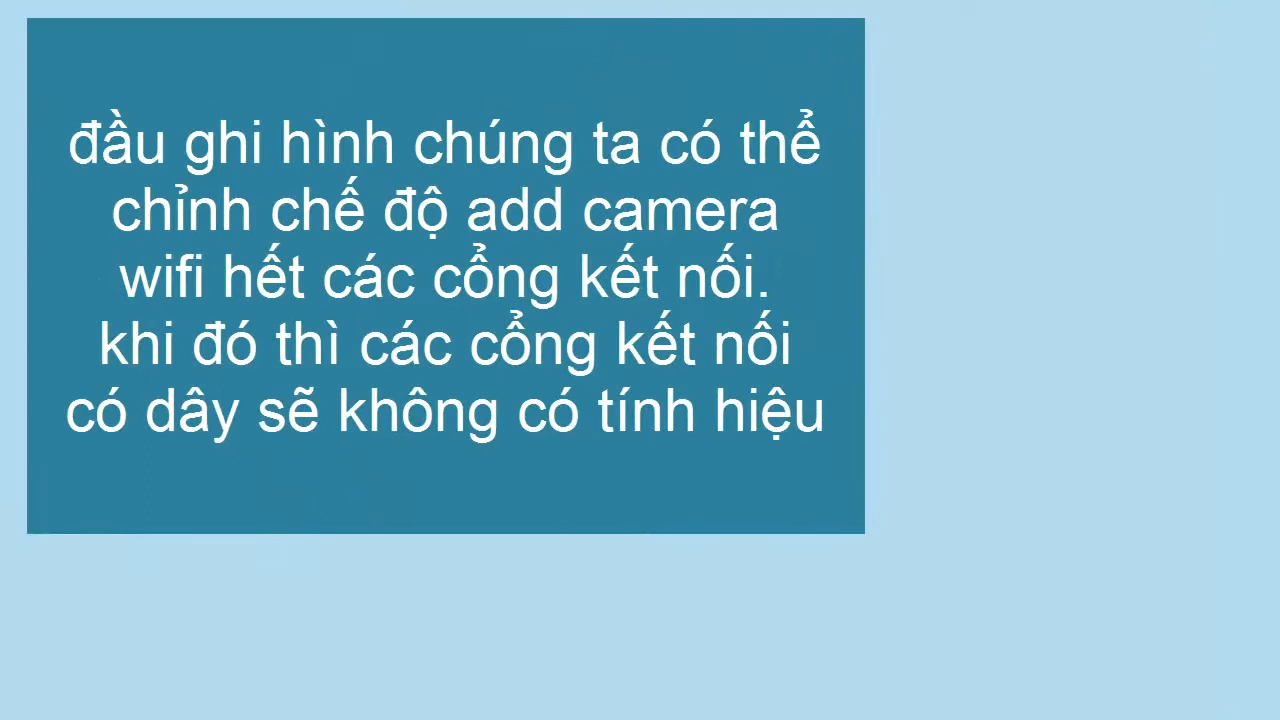 đầu ghi hình chúng ta có thể
chỉnh chế độ add camera
wifi hết các cổng kết nối.
khi đó thì các cổng kết nối
có dây sẽ không có tính hiệu